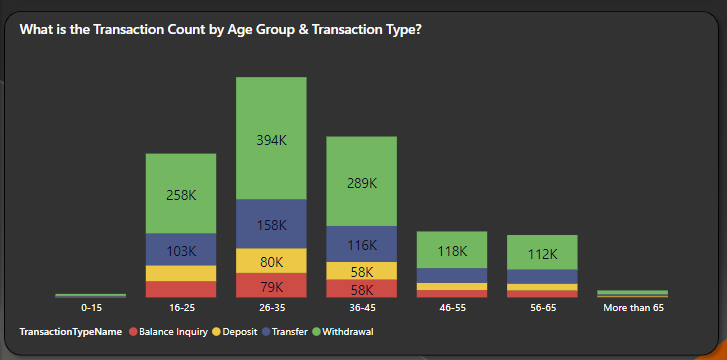 What is the Transaction Count by Age Group & Transaction Type?
394K
289K
258K
158K
118K
112K
116K
103K
80K
58K
79K
58K
0-15 16-25 26-35 36-45 46-55 56-65 More than 65
TransactionTypeName Balance Inquiry Deposit Transfer Withdrawal